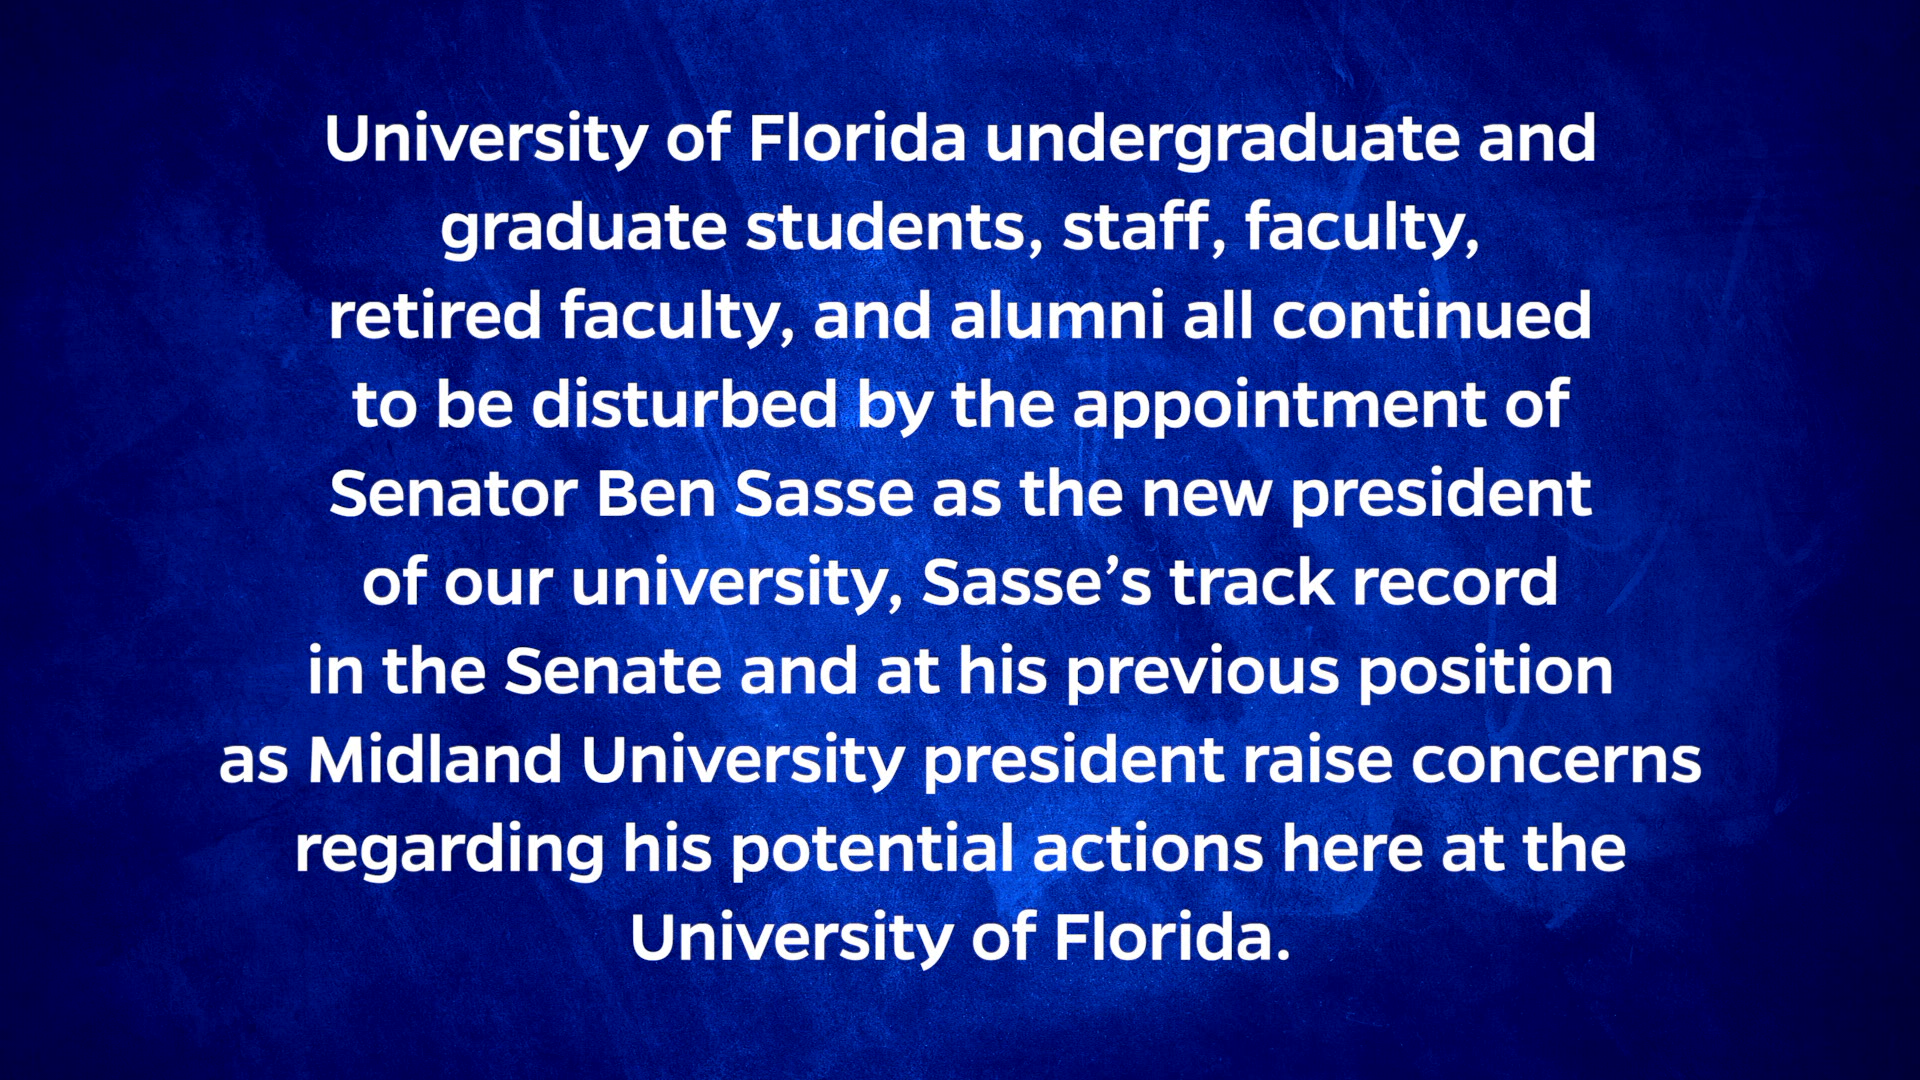 University of Florida undergraduate and
graduate students, staff, faculty,
retired faculty, and alumni all continued
to be disturbed by the appointment of
Senator Ben Sasse as the new president
of our university, Sasse’s track record
in the Senate and at his previous position
as Midland University president raise concerns
regarding his potential actions here at the
University of Florida.